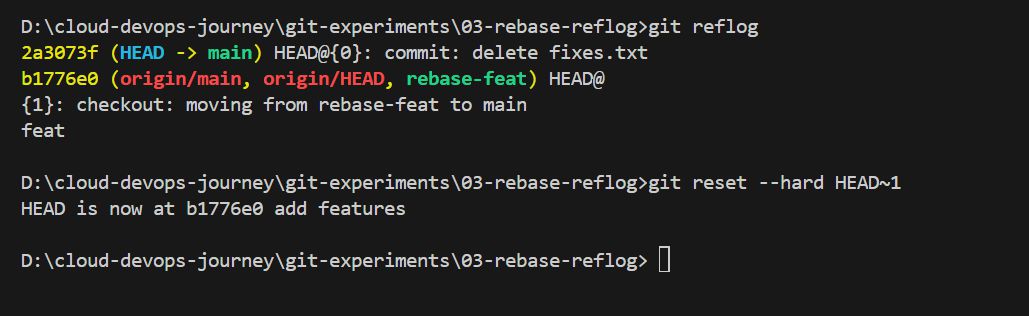 D:\cloud-devops-journey\git-experiments\03-rebase-reflog>git reflog
2a3073f (HEAD -> main) HEAD@{0}: commit: delete fixes.txt
b1776e0 (origin/main, origin/HEAD, rebase-feat) HEAD@
{1}: checkout: moving from rebase-feat to main
feat
D:\cloud-devops-journey\git-experiments\03-rebase-reflog>git reset --hard HEAD~1
HEAD is now at b1776e0 add features
D:\cloud-devops-journey\git-experiments\03-rebase-reflog>